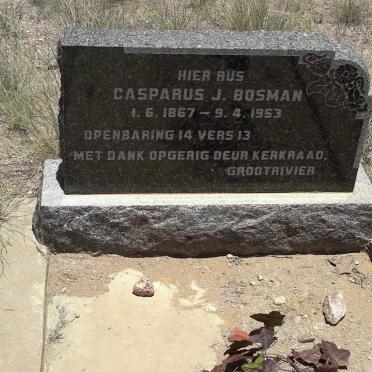 HIER RUS
CASPARUS J. BOSMAN
1. 6. 1867 – 9. 4. 1953
OPENBARING 14 VERS 13
MET DANK OPGERIG DEUR KERKRAAD,
GROOTRIVIER